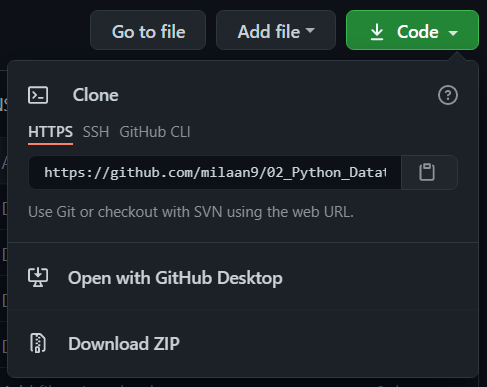 Go to file Add file Code
Clone
HTTPS SSH GitHub CLI
https://github.com/milaan9/02_Python_Datat
Use Git or checkout with SVN using the web URL.
Open with GitHub Desktop
Download ZIP